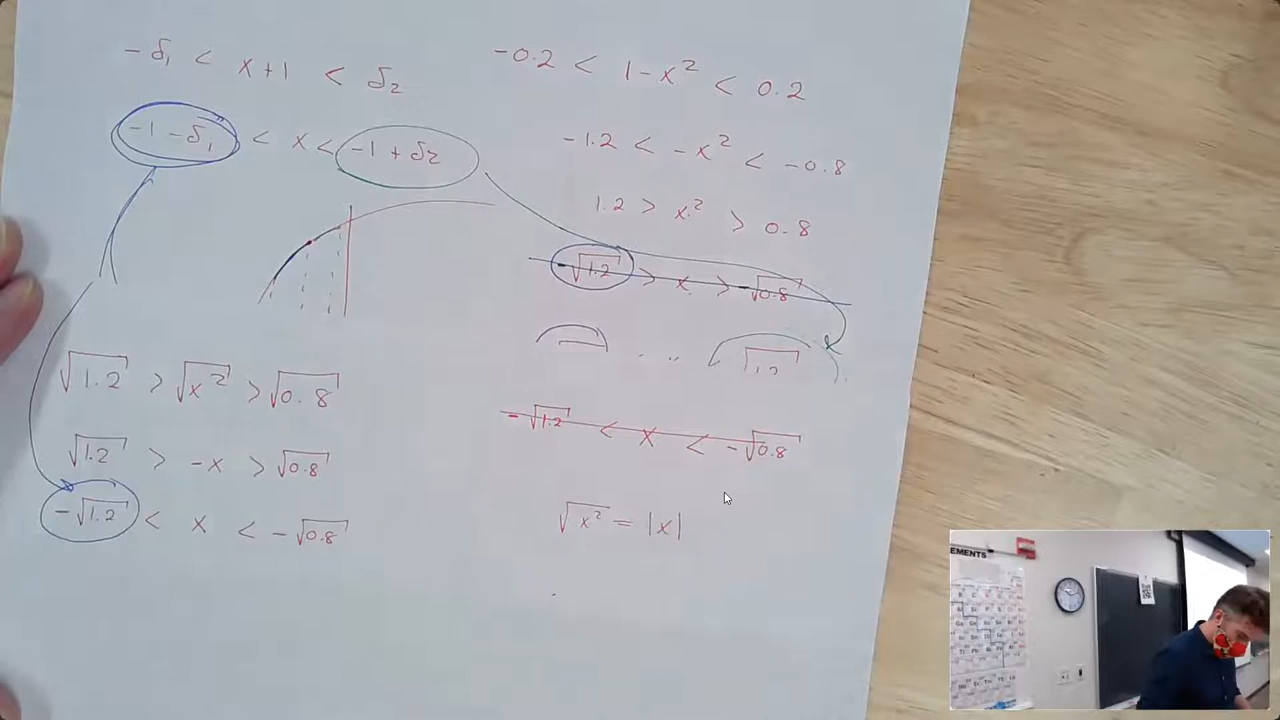 -δ₁ < x+1 < δ₂
-1-δ₁ < x < -1+δ₂
√1.2 > √x² > √0.8
√1.2 > -x > √0.8
-√1.2 < x < -√0.8
-0.2 < 1-x² < 0.2
-1.2 < -x² < -0.8
1.2 > x² > 0.8
-√1.2 > x > -√0.8
-√1.2 < x < -√0.8
√x² = |x|
EMENTS